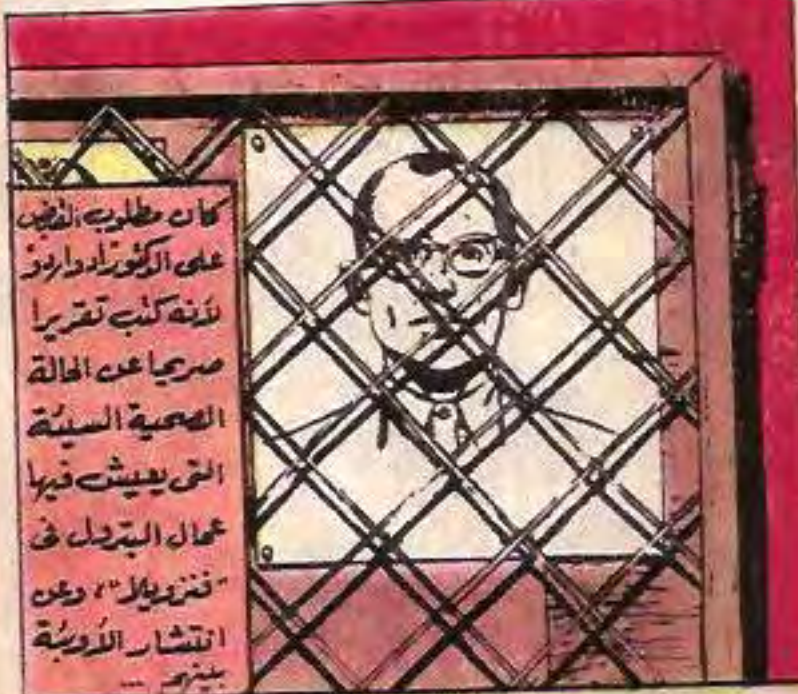 كان مطلوب القبض
على الدكتور ادواردو
لأنه كتب تقريرا
صريحا عن الحالة
الصحية السيئة
التى يعيش فيها
عمال البترول فى
"فنزويلا"، وعن
انتشار الأوبئة
بينهم ...